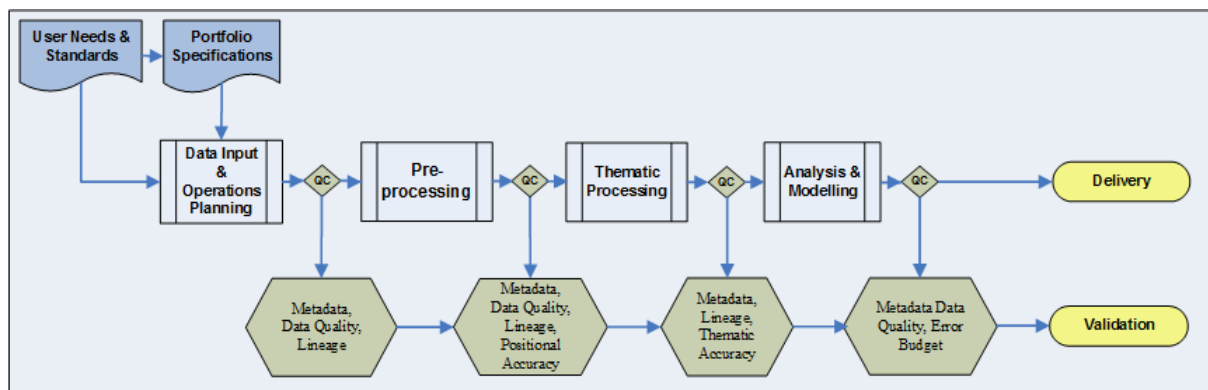 User Needs &
Standards
Portfolio
Specifications
Data Input
&
Operations
Planning
QC
Pre-
processing
QC
Thematic
Processing
QC
Analysis &
Modelling
QC
Delivery
Metadata,
Data Quality,
Lineage
Metadata,
Data Quality,
Lineage,
Positional
Accuracy
Metadata,
Lineage,
Thematic
Accuracy
Metadata Data
Quality, Error
Budget
Validation